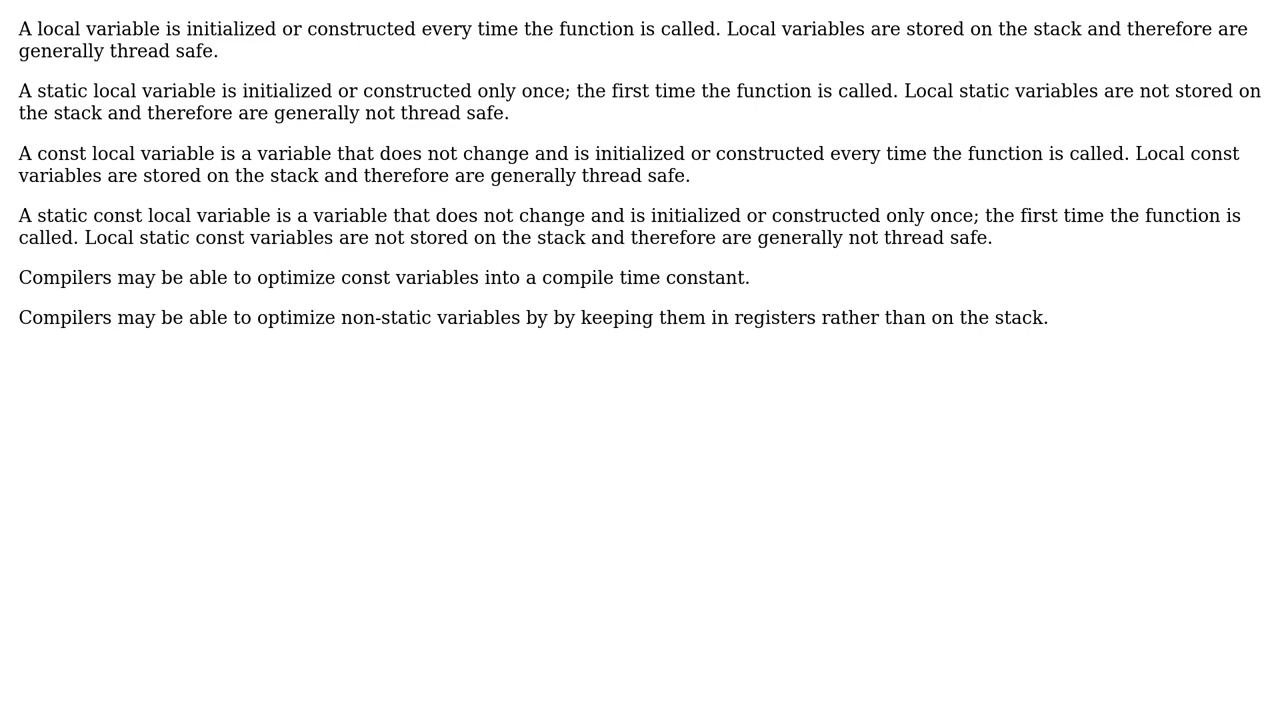 A local variable is initialized or constructed every time the function is called. Local variables are stored on the stack and therefore are
generally thread safe.
A static local variable is initialized or constructed only once; the first time the function is called. Local static variables are not stored on
the stack and therefore are generally not thread safe.
A const local variable is a variable that does not change and is initialized or constructed every time the function is called. Local const
variables are stored on the stack and therefore are generally thread safe.
A static const local variable is a variable that does not change and is initialized or constructed only once; the first time the function is
called. Local static const variables are not stored on the stack and therefore are generally not thread safe.
Compilers may be able to optimize const variables into a compile time constant.
Compilers may be able to optimize non-static variables by by keeping them in registers rather than on the stack.